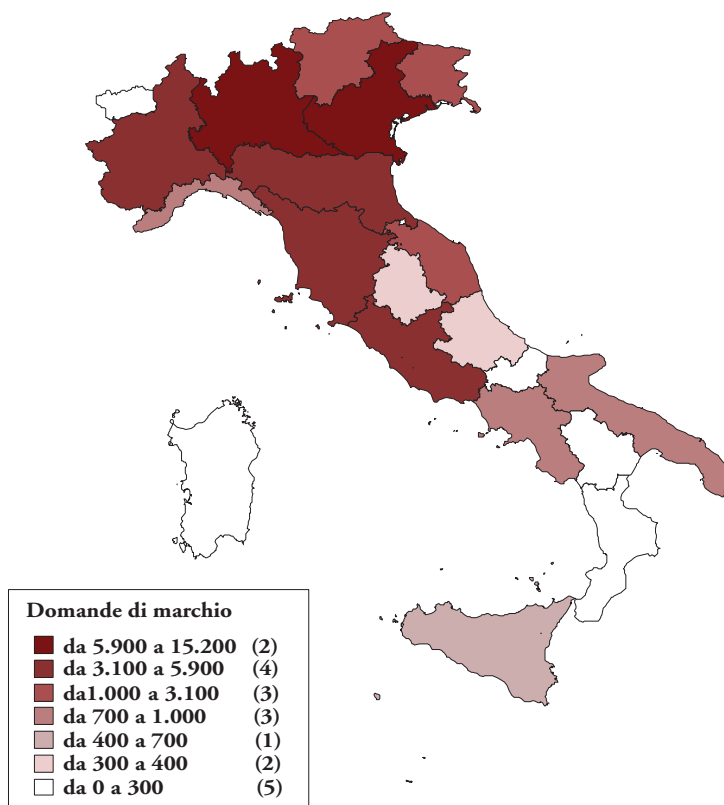 Domande di marchio
da 5.900 a 15.200 (2)
da 3.100 a 5.900 (4)
da1.000 a 3.100 (3)
da 700 a 1.000 (3)
da 400 a 700 (1)
da 300 a 400 (2)
da 0 a 300 (5)